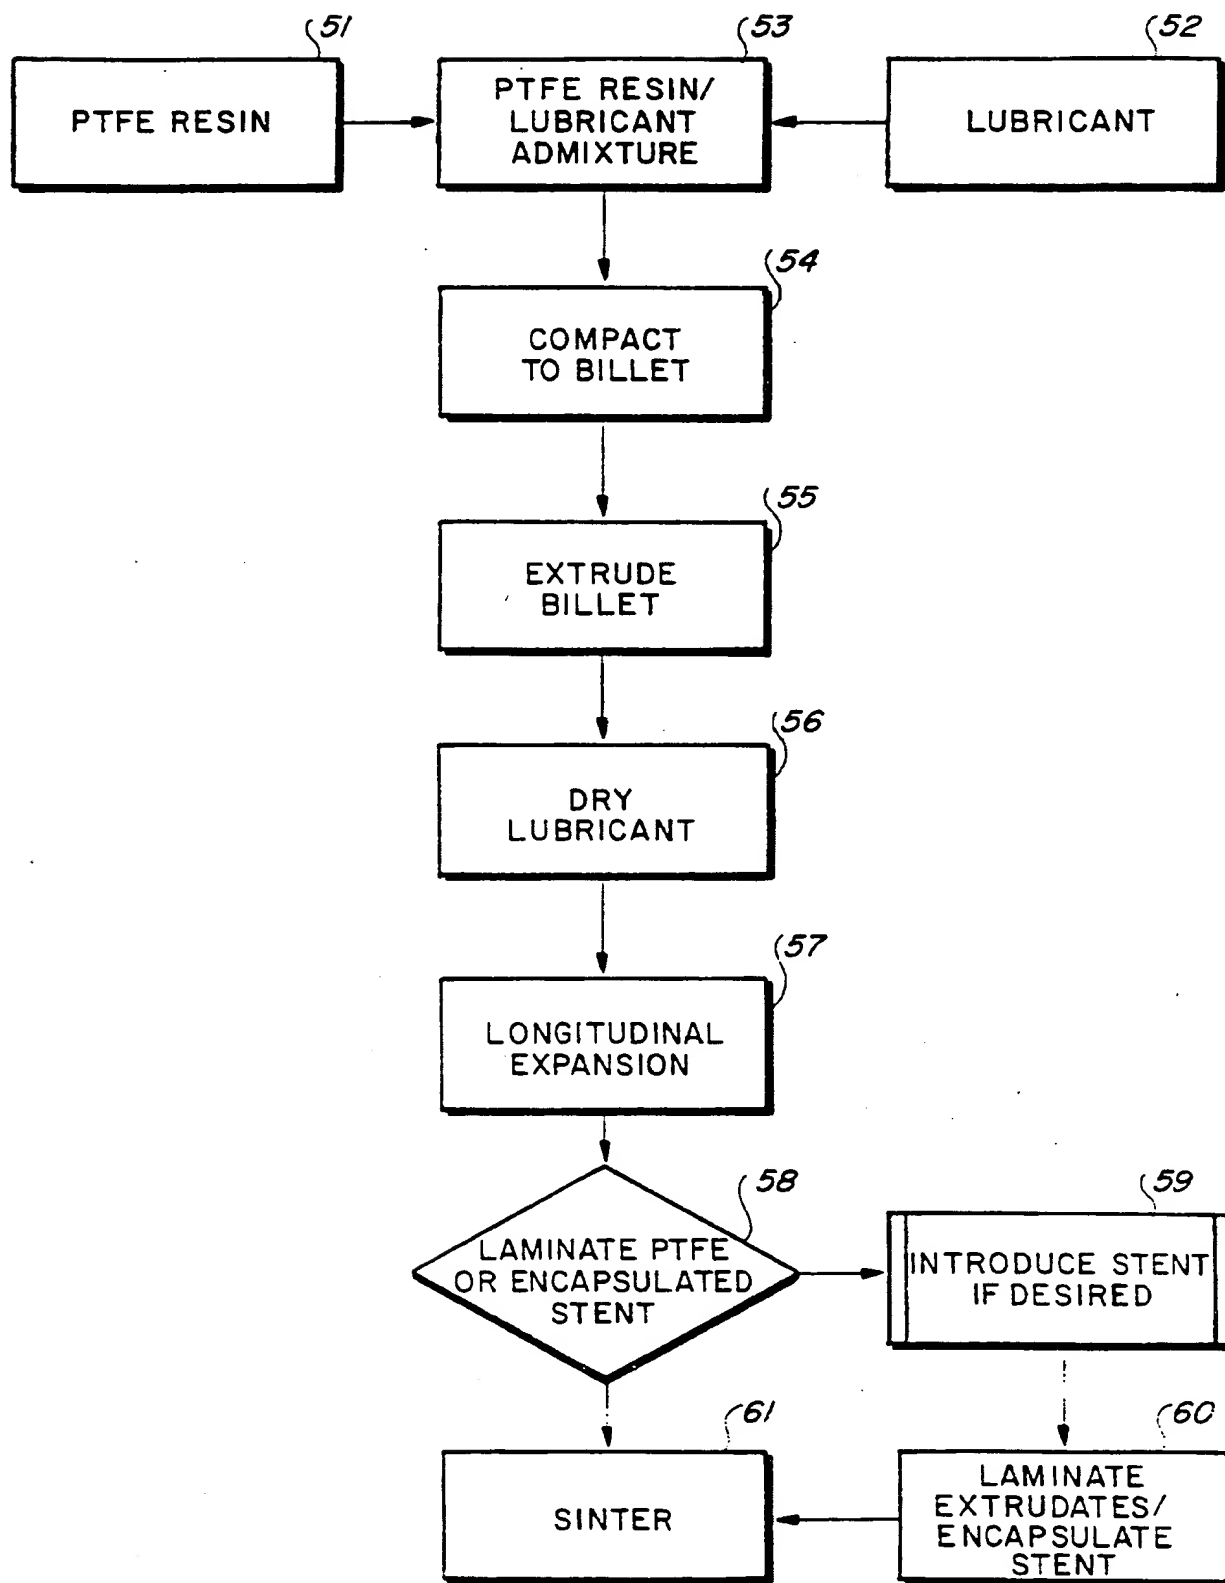 51
53
52
PTFE RESIN
PTFE RESIN/
LUBRICANT
ADMIXTURE
LUBRICANT
54
COMPACT
TO BILLET
55
EXTRUDE
BILLET
56
DRY
LUBRICANT
57
LONGITUDINAL
EXPANSION
58
LAMINATE PTFE
OR ENCAPSULATED
STENT
59
INTRODUCE STENT
IF DESIRED
61
SINTER
60
LAMINATE
EXTRUDATES/
ENCAPSULATE
STENT